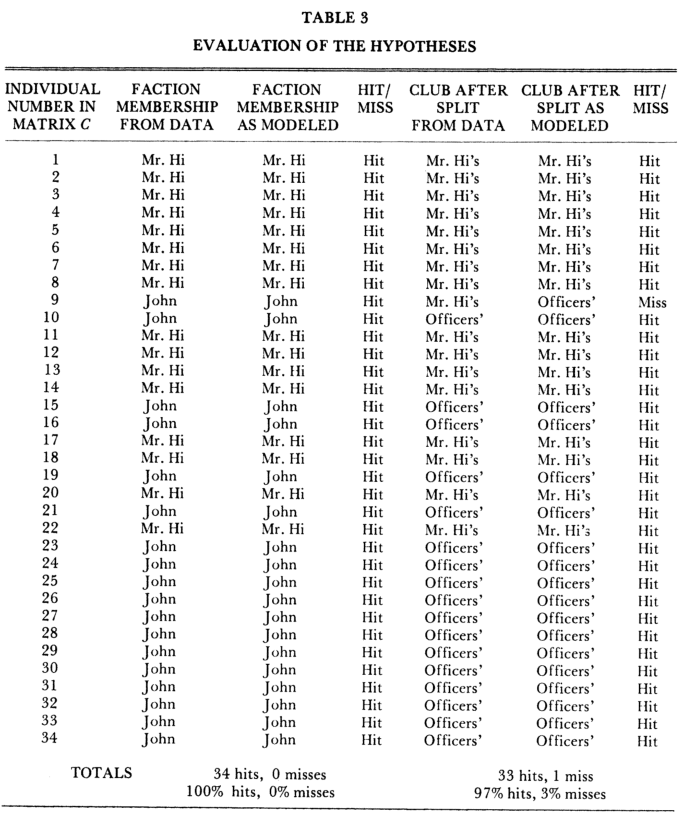 TABLE 3
EVALUATION OF THE HYPOTHESES
INDIVIDUAL FACTION FACTION HIT/ CLUB AFTER CLUB AFTER HIT/
NUMBER IN MEMBERSHIP MEMBERSHIP MISS SPLIT SPLIT AS MISS
MATRIX C FROM DATA AS MODELED FROM DATA MODELED
1 Mr. Hi Mr. Hi Hit Mr. Hi's Mr. Hi's Hit
2 Mr. Hi Mr. Hi Hit Mr. Hi's Mr. Hi's Hit
3 Mr. Hi Mr. Hi Hit Mr. Hi's Mr. Hi's Hit
4 Mr. Hi Mr. Hi Hit Mr. Hi's Mr. Hi's Hit
5 Mr. Hi Mr. Hi Hit Mr. Hi's Mr. Hi's Hit
6 Mr. Hi Mr. Hi Hit Mr. Hi's Mr. Hi's Hit
7 Mr. Hi Mr. Hi Hit Mr. Hi's Mr. Hi's Hit
8 Mr. Hi Mr. Hi Hit Mr. Hi's Mr. Hi's Hit
9 John John Hit Mr. Hi's Officers' Miss
10 John John Hit Officers' Officers' Hit
11 Mr. Hi Mr. Hi Hit Mr. Hi's Mr. Hi's Hit
12 Mr. Hi Mr. Hi Hit Mr. Hi's Mr. Hi's Hit
13 Mr. Hi Mr. Hi Hit Mr. Hi's Mr. Hi's Hit
14 Mr. Hi Mr. Hi Hit Mr. Hi's Mr. Hi's Hit
15 John John Hit Officers' Officers' Hit
16 John John Hit Officers' Officers' Hit
17 Mr. Hi Mr. Hi Hit Mr. Hi's Mr. Hi's Hit
18 Mr. Hi Mr. Hi Hit Mr. Hi's Mr. Hi's Hit
19 John John Hit Officers' Officers' Hit
20 Mr. Hi Mr. Hi Hit Mr. Hi's Mr. Hi's Hit
21 John John Hit Officers' Officers' Hit
22 Mr. Hi Mr. Hi Hit Mr. Hi's Mr. Hi's Hit
23 John John Hit Officers' Officers' Hit
24 John John Hit Officers' Officers' Hit
25 John John Hit Officers' Officers' Hit
26 John John Hit Officers' Officers' Hit
27 John John Hit Officers' Officers' Hit
28 John John Hit Officers' Officers' Hit
29 John John Hit Officers' Officers' Hit
30 John John Hit Officers' Officers' Hit
31 John John Hit Officers' Officers' Hit
32 John John Hit Officers' Officers' Hit
33 John John Hit Officers' Officers' Hit
34 John John Hit Officers' Officers' Hit
TOTALS 34 hits, 0 misses 33 hits, 1 miss
100% hits, 0% misses 97% hits, 3% misses